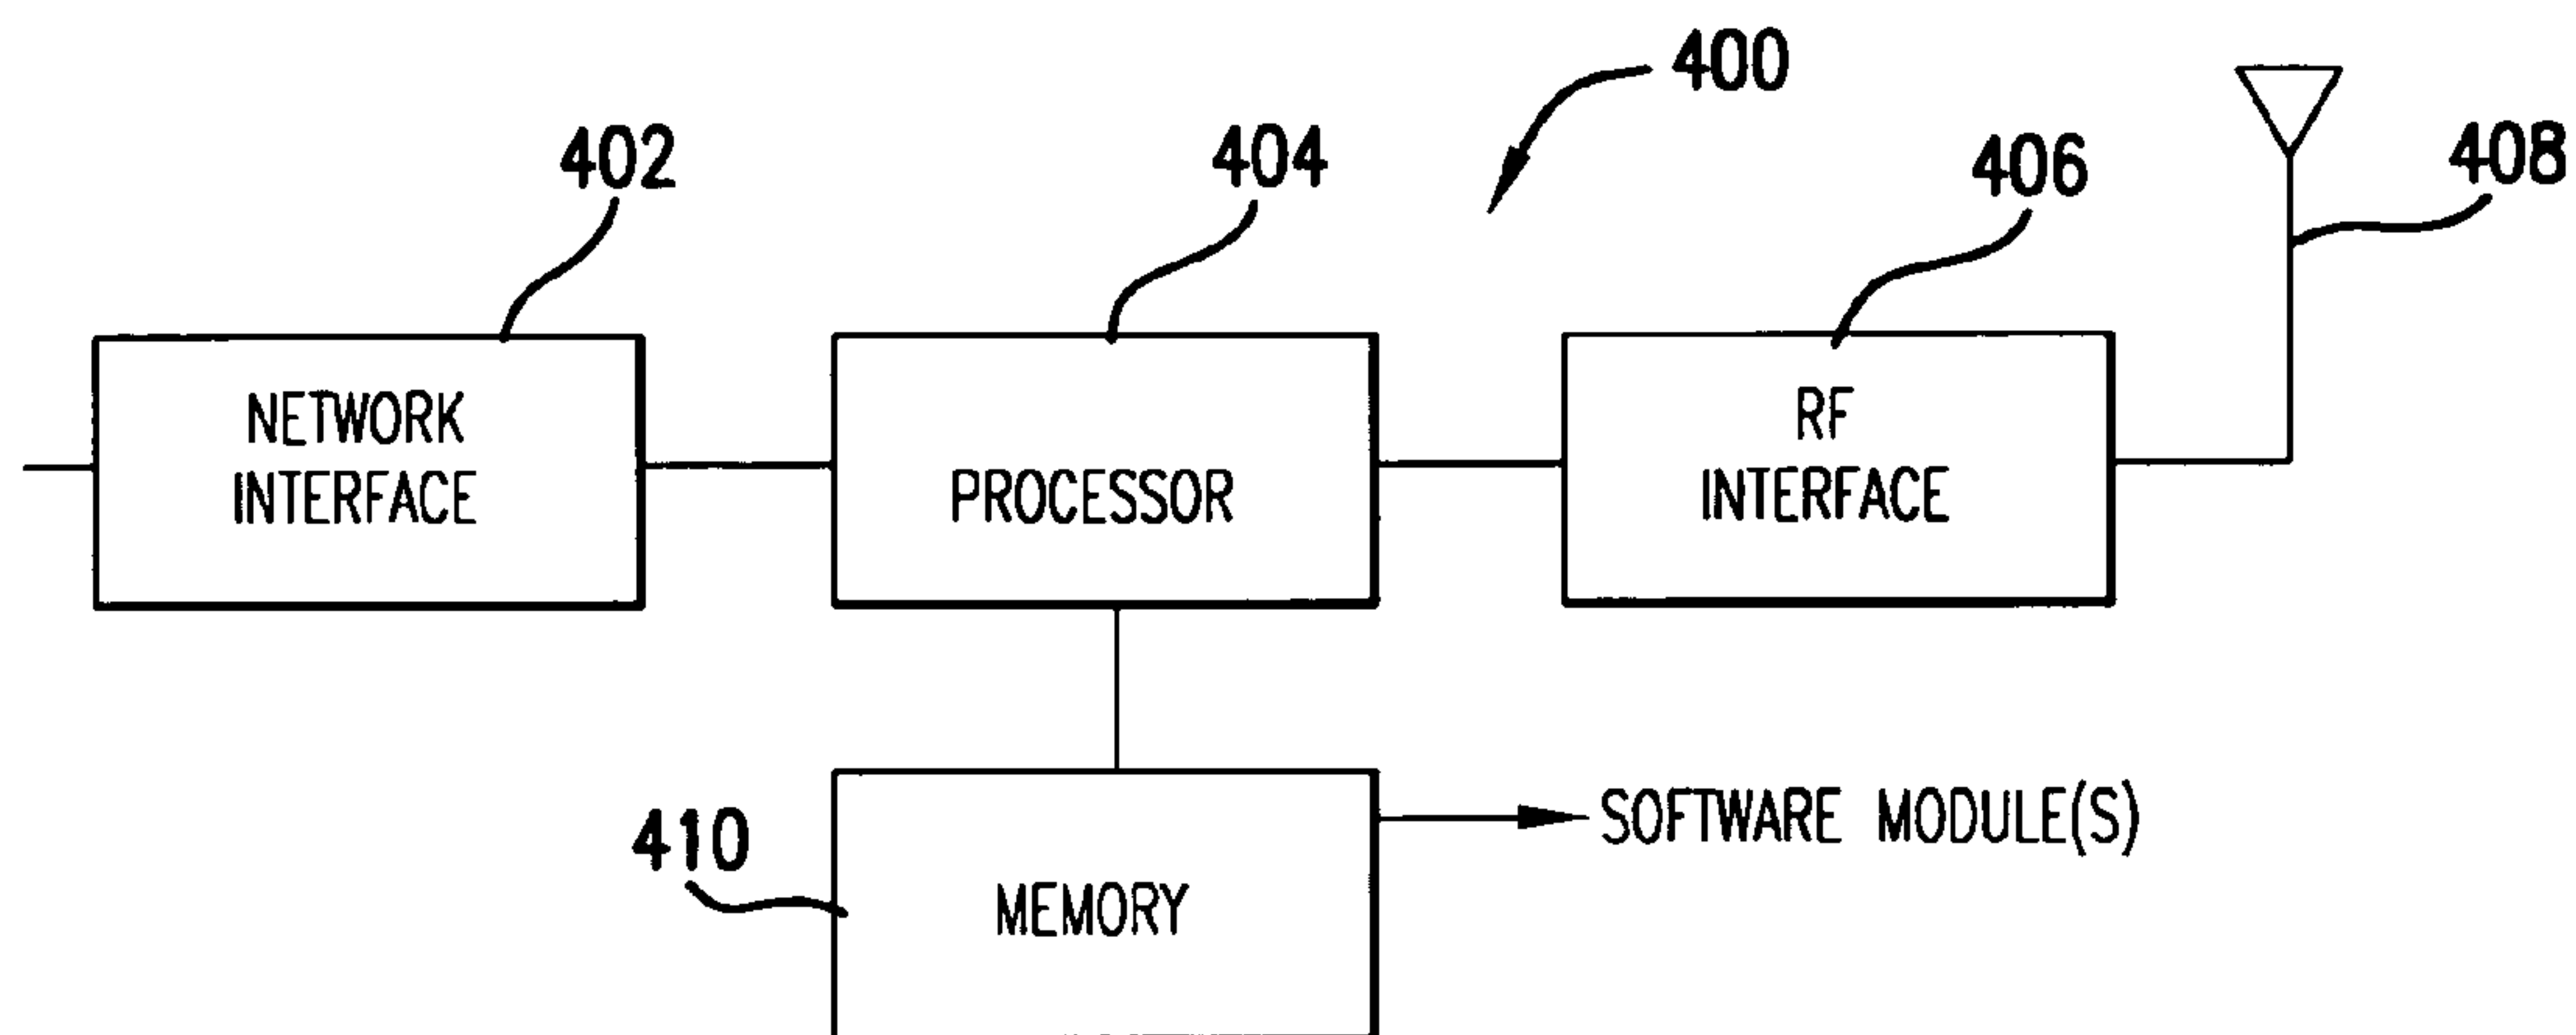 400
402
404
406
408
NETWORK
INTERFACE
PROCESSOR
RF
INTERFACE
410
MEMORY
SOFTWARE MODULE(S)